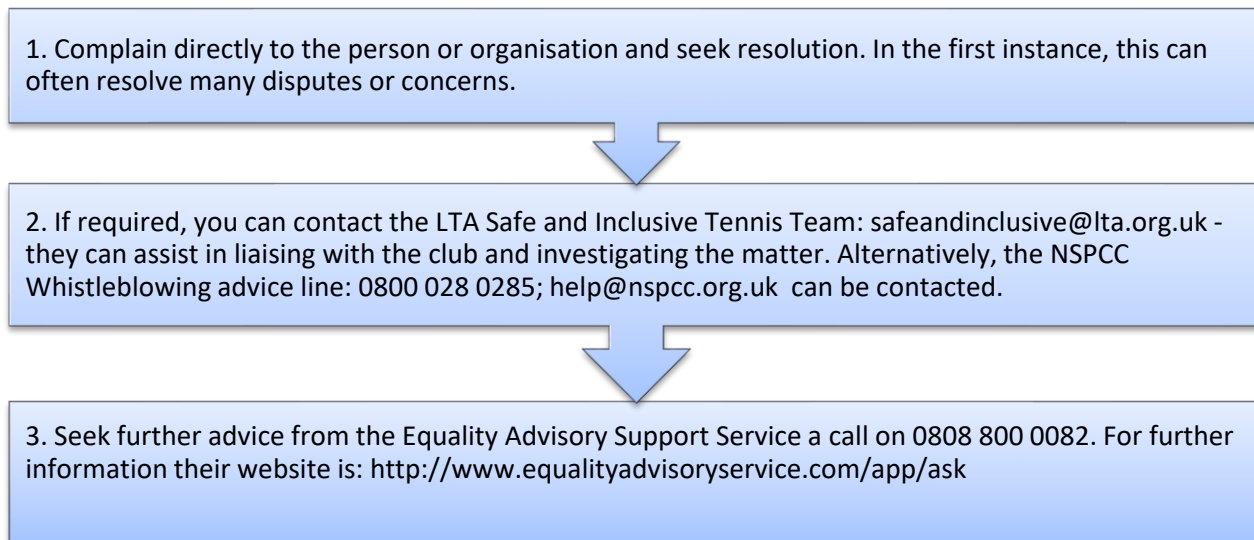 1. Complain directly to the person or organisation and seek resolution. In the first instance, this can
often resolve many disputes or concerns.
2. If required, you can contact the LTA Safe and Inclusive Tennis Team: safeandinclusive@lta.org.uk -
they can assist in liaising with the club and investigating the matter. Alternatively, the NSPCC
Whistleblowing advice line: 0800 028 0285; help@nspcc.org.uk  can be contacted.
3. Seek further advice from the Equality Advisory Support Service a call on 0808 800 0082. For further
information their website is: http://www.equalityadvisoryservice.com/app/ask